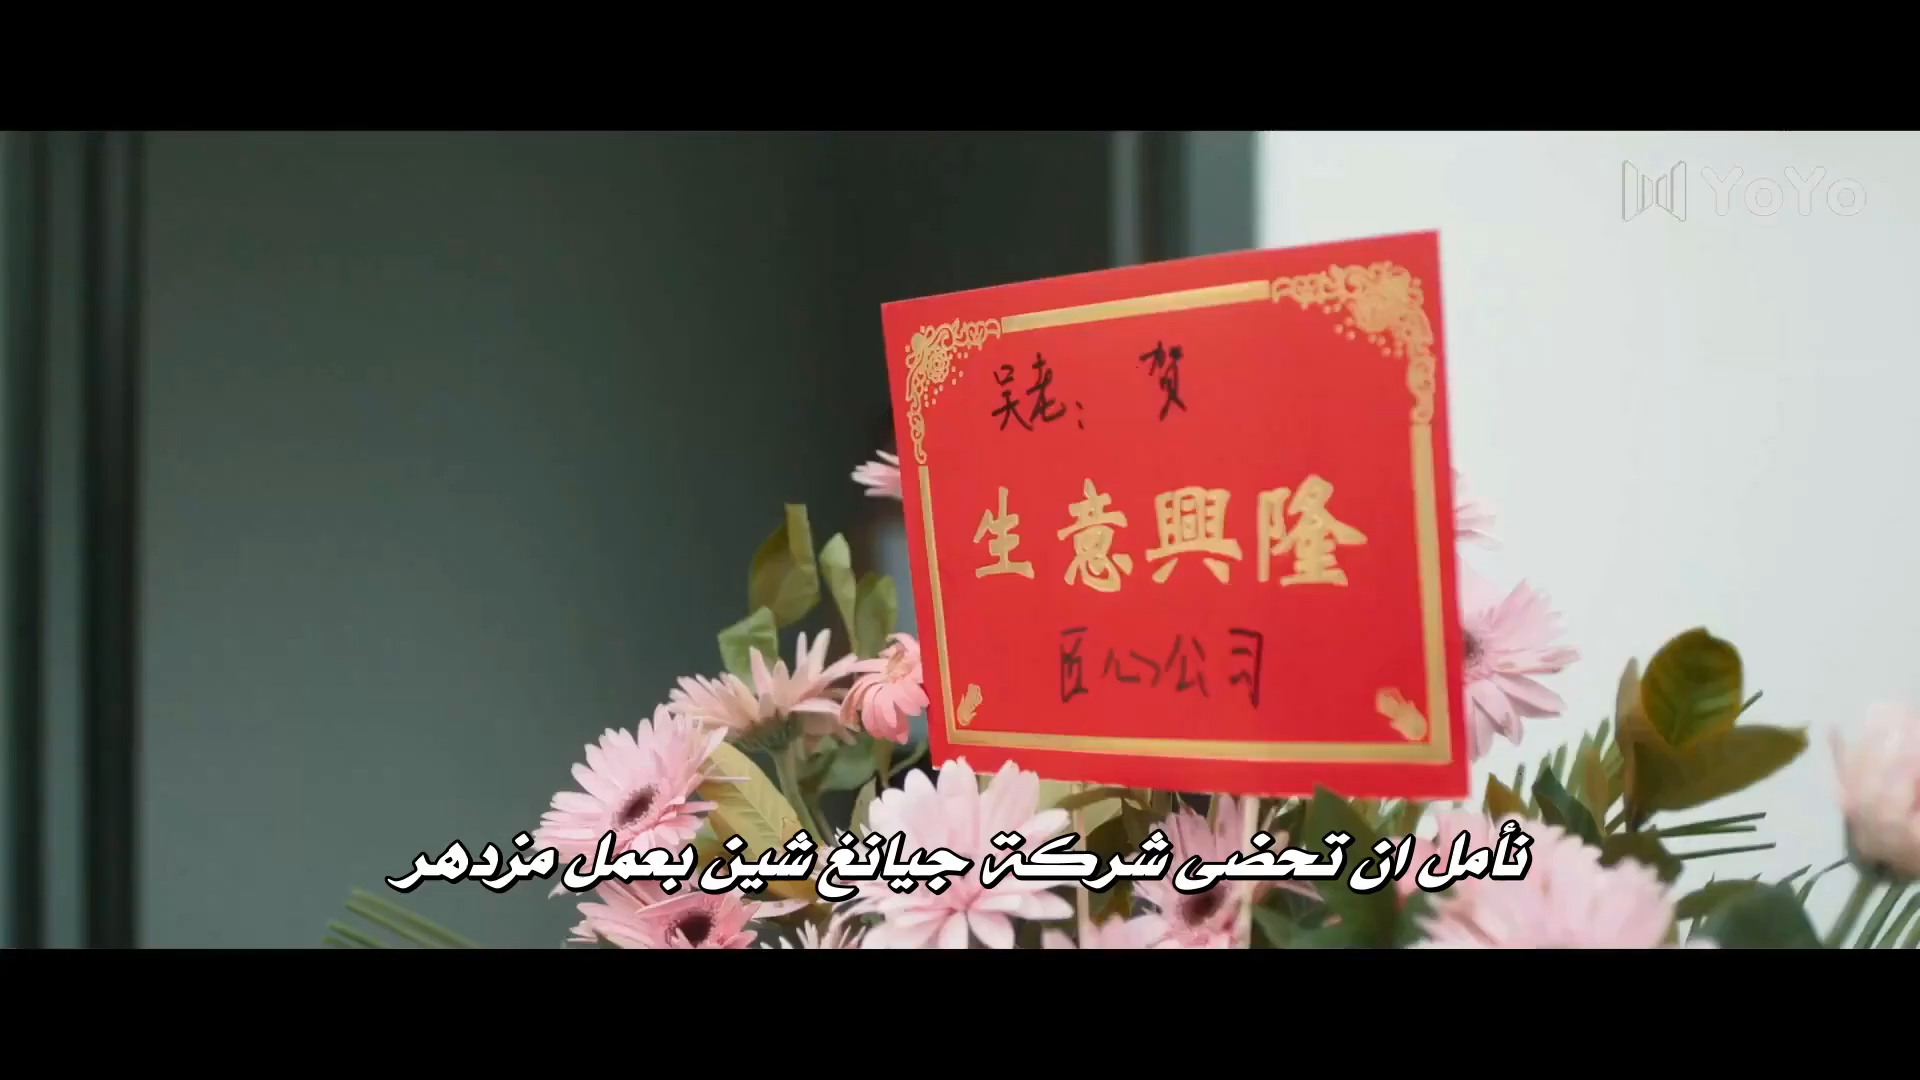 YoYo
吴老： 贺
生意興隆
匠心公司
نأمل ان تحضى شركة جيانغ شين بعمل مزدهر